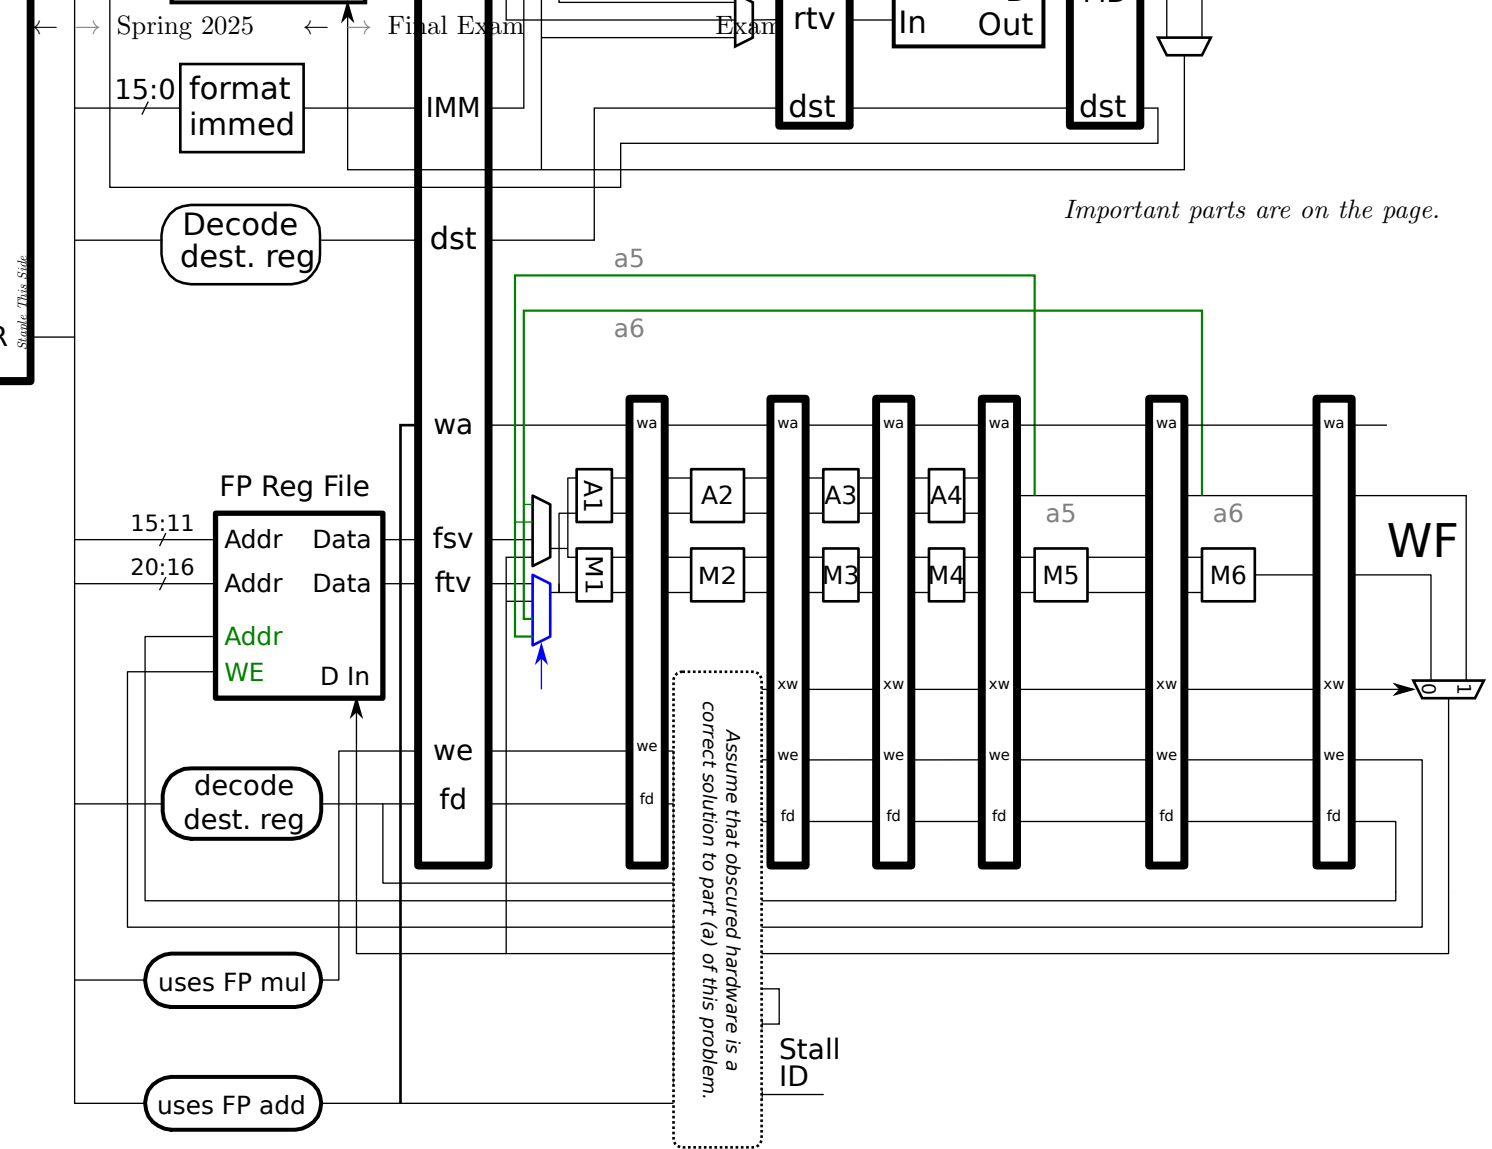 rtv
In
Out
← → Spring 2025
← → Final Exam
Exam
15:0
format
immed
IMM
dst
dst
Important parts are on the page.
Decode
dest. reg
dst
Staple This Side
R
a5
a6
wa
wa
wa
wa
wa
wa
wa
FP Reg File
A1
A2
A3
A4
a5
a6
15:11
Addr
Data
fsv
WF
20:16
Addr
Data
ftv
M1
M2
M3
M4
M5
M6
Addr
WE
D In
xw
xw
xw
xw
xw
0
1
we
we
we
we
we
we
we
decode
dest. reg
fd
fd
fd
fd
fd
fd
fd
Assume that obscured hardware is a
correct solution to part (a) of this problem.
uses FP mul
Stall
ID
uses FP add